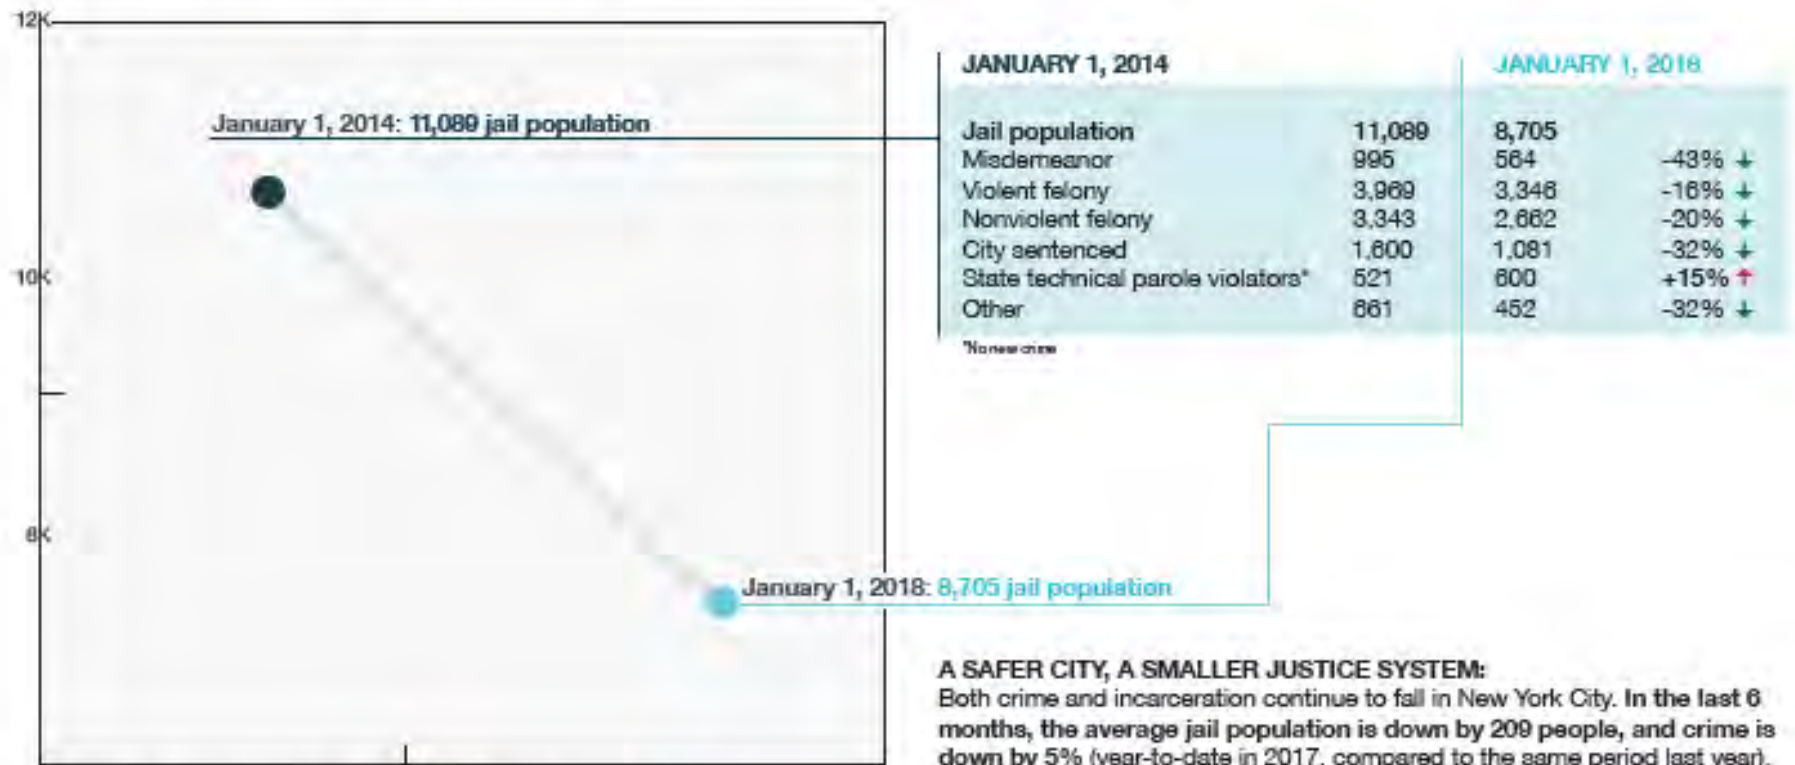 12K
January 1, 2014: 11,089 jail population
10K
8K
January 1, 2018: 8,705 jail population
JANUARY 1, 2014 JANUARY 1, 2018
Jail population 11,089 8,705
Misdemeanor 995 564 -43%
Violent felony 3,969 3,346 -16%
Nonviolent felony 3,343 2,662 -20%
City sentenced 1,600 1,081 -32%
State technical parole violators* 521 600 +15%
Other 661 452 -32%
*No new crime
A SAFER CITY, A SMALLER JUSTICE SYSTEM:
Both crime and incarceration continue to fall in New York City. In the last 6
months, the average jail population is down by 209 people, and crime is
down by 5% (year-to-date in 2017, compared to the same period last year).